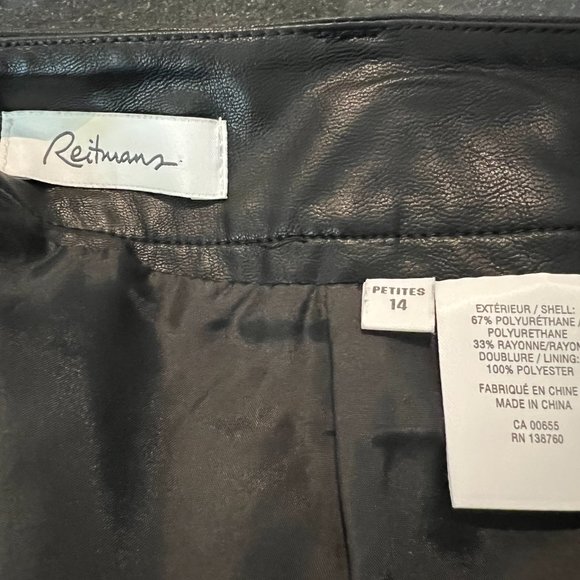 Reitmans
PETITES
14
EXTÉRIEUR / SHELL:
67% POLYURÉTHANE /
POLYURETHANE
33% RAYONNE/RAYON
DOUBLURE / LINING:
100% POLYESTER
FABRIQUÉ EN CHINE
MADE IN CHINA
CA 00655
RN 138760